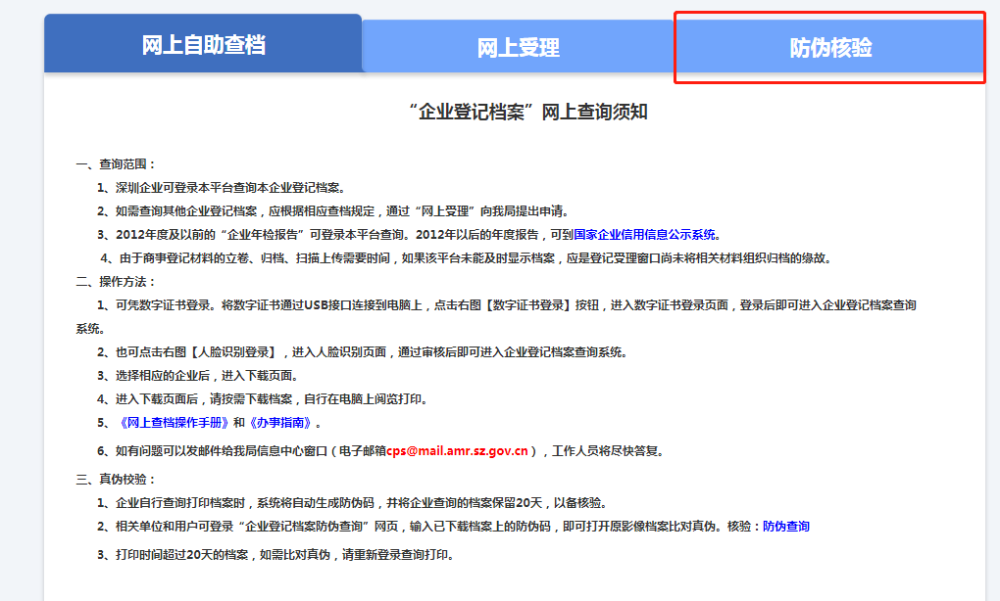 网上自助查档
网上受理
防伪核验
“企业登记档案”网上查询须知
一、查询范围：
1、深圳企业可登录本平台查询本企业登记档案。
2、如需查询其他企业登记档案，应根据相应查档规定，通过“网上受理”向我局提出申请。
3、2012年度及以前的“企业年检报告”可登录本平台查询。2012年以后的年度报告，可到国家企业信用信息公示系统。
4、由于商事登记材料的立卷、归档、扫描上传需要时间，如果该平台未能及时显示档案，应是登记受理窗口尚未将相关材料组织归档的缘故。
二、操作方法：
1、可凭数字证书登录。将数字证书通过USB接口连接到电脑上，点击右图【数字证书登录】按钮，进入数字证书登录页面，登录后即可进入企业登记档案查询
系统。
2、也可点击右图【人脸识别登录】，进入人脸识别页面，通过审核后即可进入企业登记档案查询系统。
3、选择相应的企业后，进入下载页面。
4、进入下载页面后，请按需下载档案，自行在电脑上阅览打印。
5、《网上查档操作手册》和《办事指南》。
6、如有问题可以发邮件给我局信息中心窗口（电子邮箱cps@mail.amr.sz.gov.cn），工作人员将尽快答复。
三、真伪校验：
1、企业自行查询打印档案时，系统将自动生成防伪码，并将企业查询的档案保留20天，以备核验。
2、相关单位和用户可登录“企业登记档案防伪查询”网页，输入已下载档案上的防伪码，即可打开原影像档案比对真伪。核验：防伪查询
3、打印时间超过20天的档案，如需比对真伪，请重新登录查询打印。